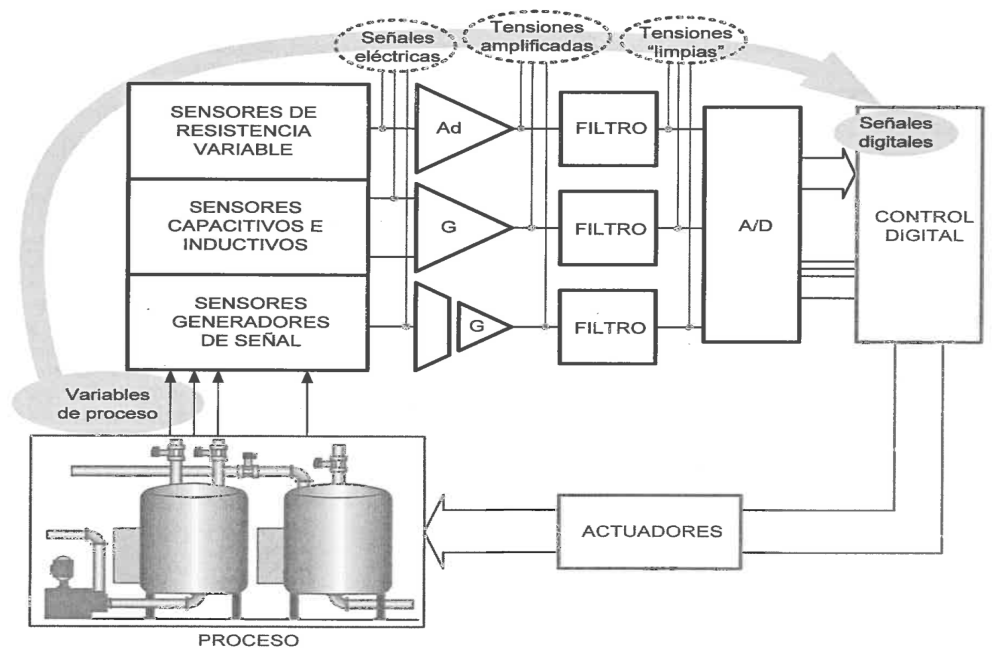 Señales
eléctricas
Tensiones
amplificadas
Tensiones
"limpias"
SENSORES DE
RESISTENCIA
VARIABLE
Ad
FILTRO
Señales
digitales
SENSORES
CAPACITIVOS E
INDUCTIVOS
G
FILTRO
A/D
CONTROL
DIGITAL
SENSORES
GENERADORES
DE SEÑAL
G
FILTRO
Variables
de proceso
ACTUADORES
PROCESO